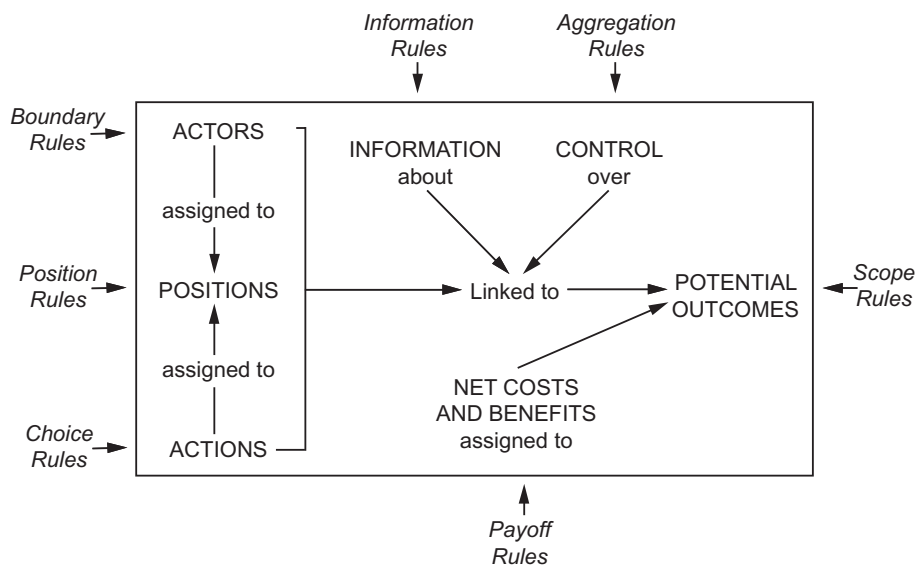 Information
Rules
Aggregation
Rules
Boundary
Rules
ACTORS
INFORMATION
about
CONTROL
over
assigned to
Position
Rules
POSITIONS
Linked to
POTENTIAL
OUTCOMES
Scope
Rules
assigned to
NET COSTS
AND BENEFITS
assigned to
Choice
Rules
ACTIONS
Payoff
Rules